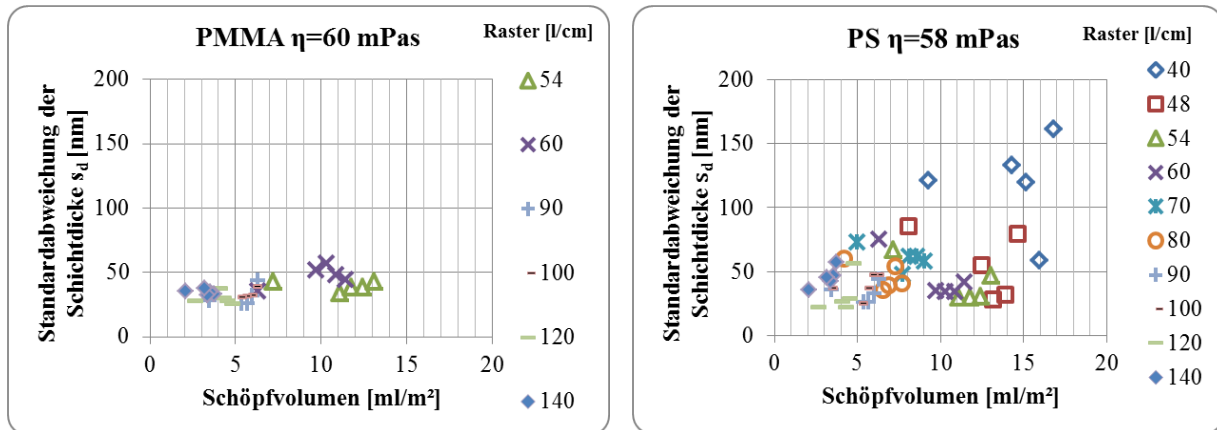 PMMA η=60 mPas
Raster [l/cm]
Standardabweichung der
Schichtdicke s_d [nm]
200
150
100
50
0
0 5 10 15 20
Schöpfvolumen [ml/m²]
54
60
90
100
120
140
PS η=58 mPas
Raster [l/cm]
Standardabweichung der
Schichtdicke s_d [nm]
200
150
100
50
0
0 5 10 15 20
Schöpfvolumen [ml/m²]
40
48
54
60
70
80
90
100
120
140